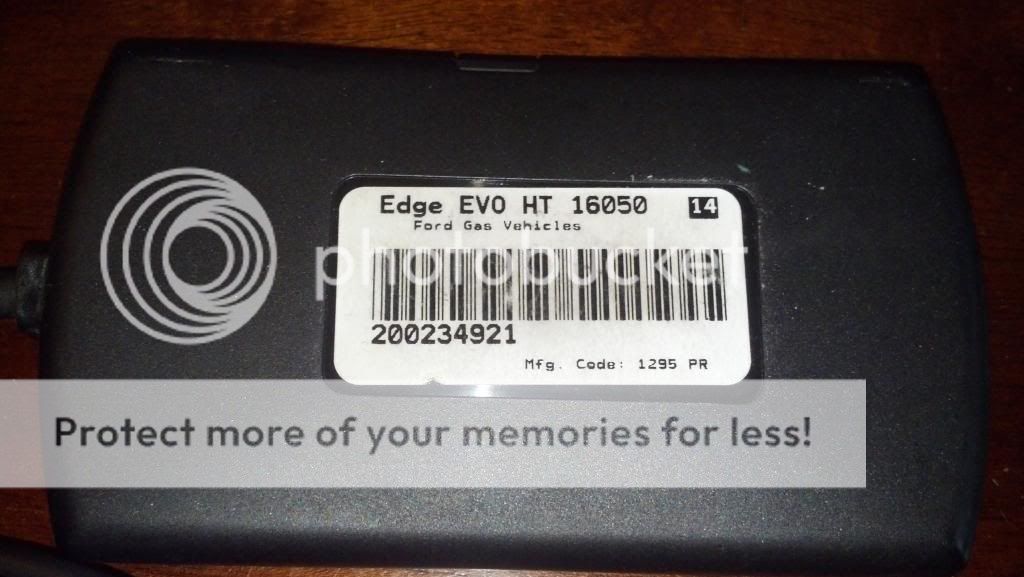 Edge EVO HT 16050 14
Ford Gas Vehicles
photobucket
200234921
Mfg. Code: 1295 PR
Protect more of your memories for less!